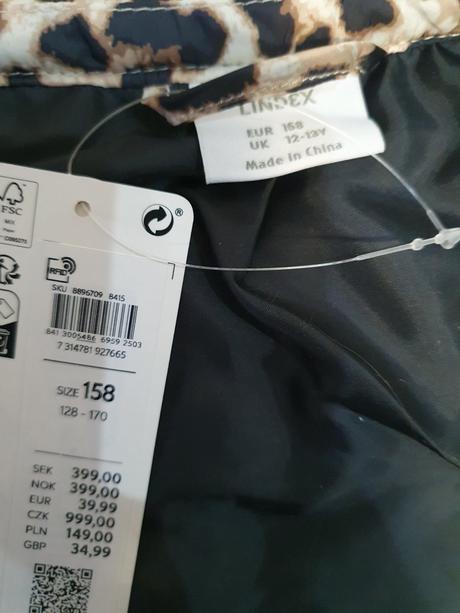 LINDEX
EUR 158
UK 12-13Y
Made in China
FSC
MIX
®
RFID
SKU 8896709 8415
841 3005486 6959 2503
7 314781 927665
SIZE 158
128 - 170
SEK 399,00
NOK 399,00
EUR 39,99
CZK 999,00
PLN 149,00
GBP 34,99